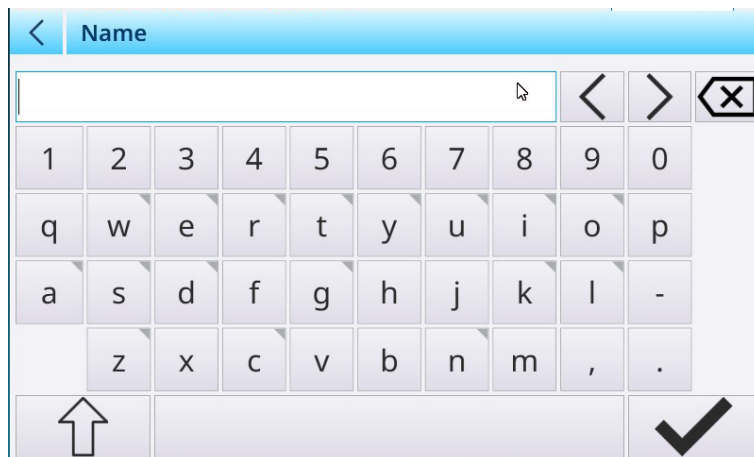 Name
1 2 3 4 5 6 7 8 9 0
q w e r t y u i o p
a s d f g h j k l -
z x c v b n m , .